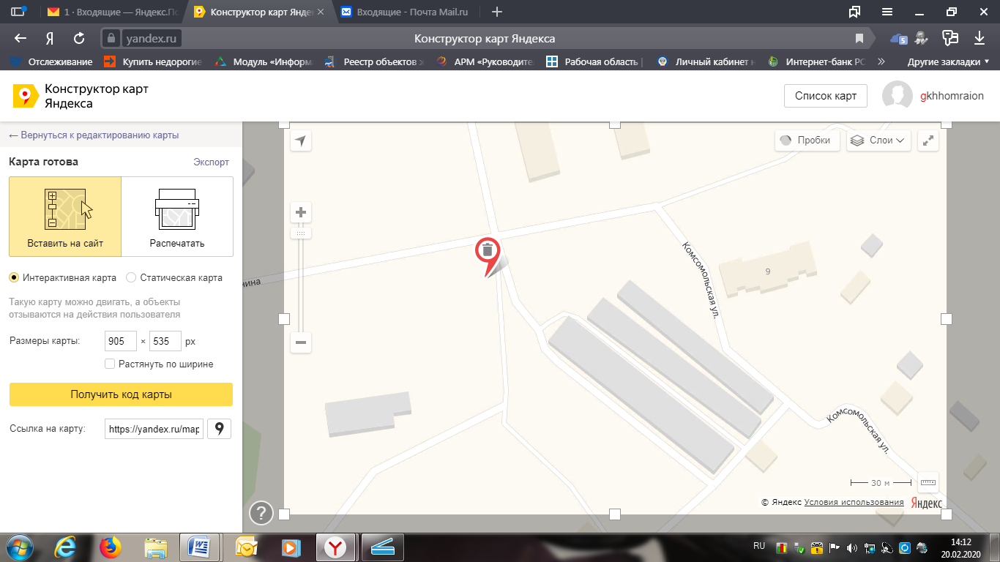 1 · Входящие — Яндекс.По
Конструктор карт Янде
Входящие - Почта Mail.ru
yandex.ru
Конструктор карт Яндекса
Отслеживание
Купить недорогие
Модуль «Информ
Реестр объектов ж
АРМ «Руководите
Рабочая область |
Личный кабинет н
Интернет-банк РС
Другие закладки
Конструктор карт
Яндекса
Список карт
gkhhomraion
← Вернуться к редактированию карты
Карта готова
Экспорт
Вставить на сайт
Распечатать
Интерактивная карта
Статическая карта
Такую карту можно двигать, а объекты
отзываются на действия пользователя
Размеры карты:
905 × 535 px
Растянуть по ширине
Получить код карты
Ссылка на карту:
https://yandex.ru/map
Пробки
Слои
нина
Комсомольская ул.
9
Комсомольская ул.
30 м
© Яндекс Условия использования
Яндекс
?
RU
14:12
20.02.2020